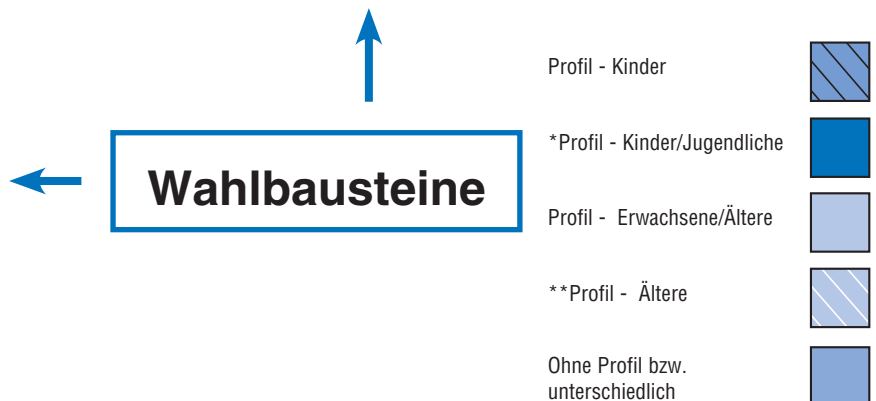 Wahlbausteine
Profil - Kinder
*Profil - Kinder/Jugendliche
Profil - Erwachsene/Ältere
**Profil - Ältere
Ohne Profil bzw.
unterschiedlich